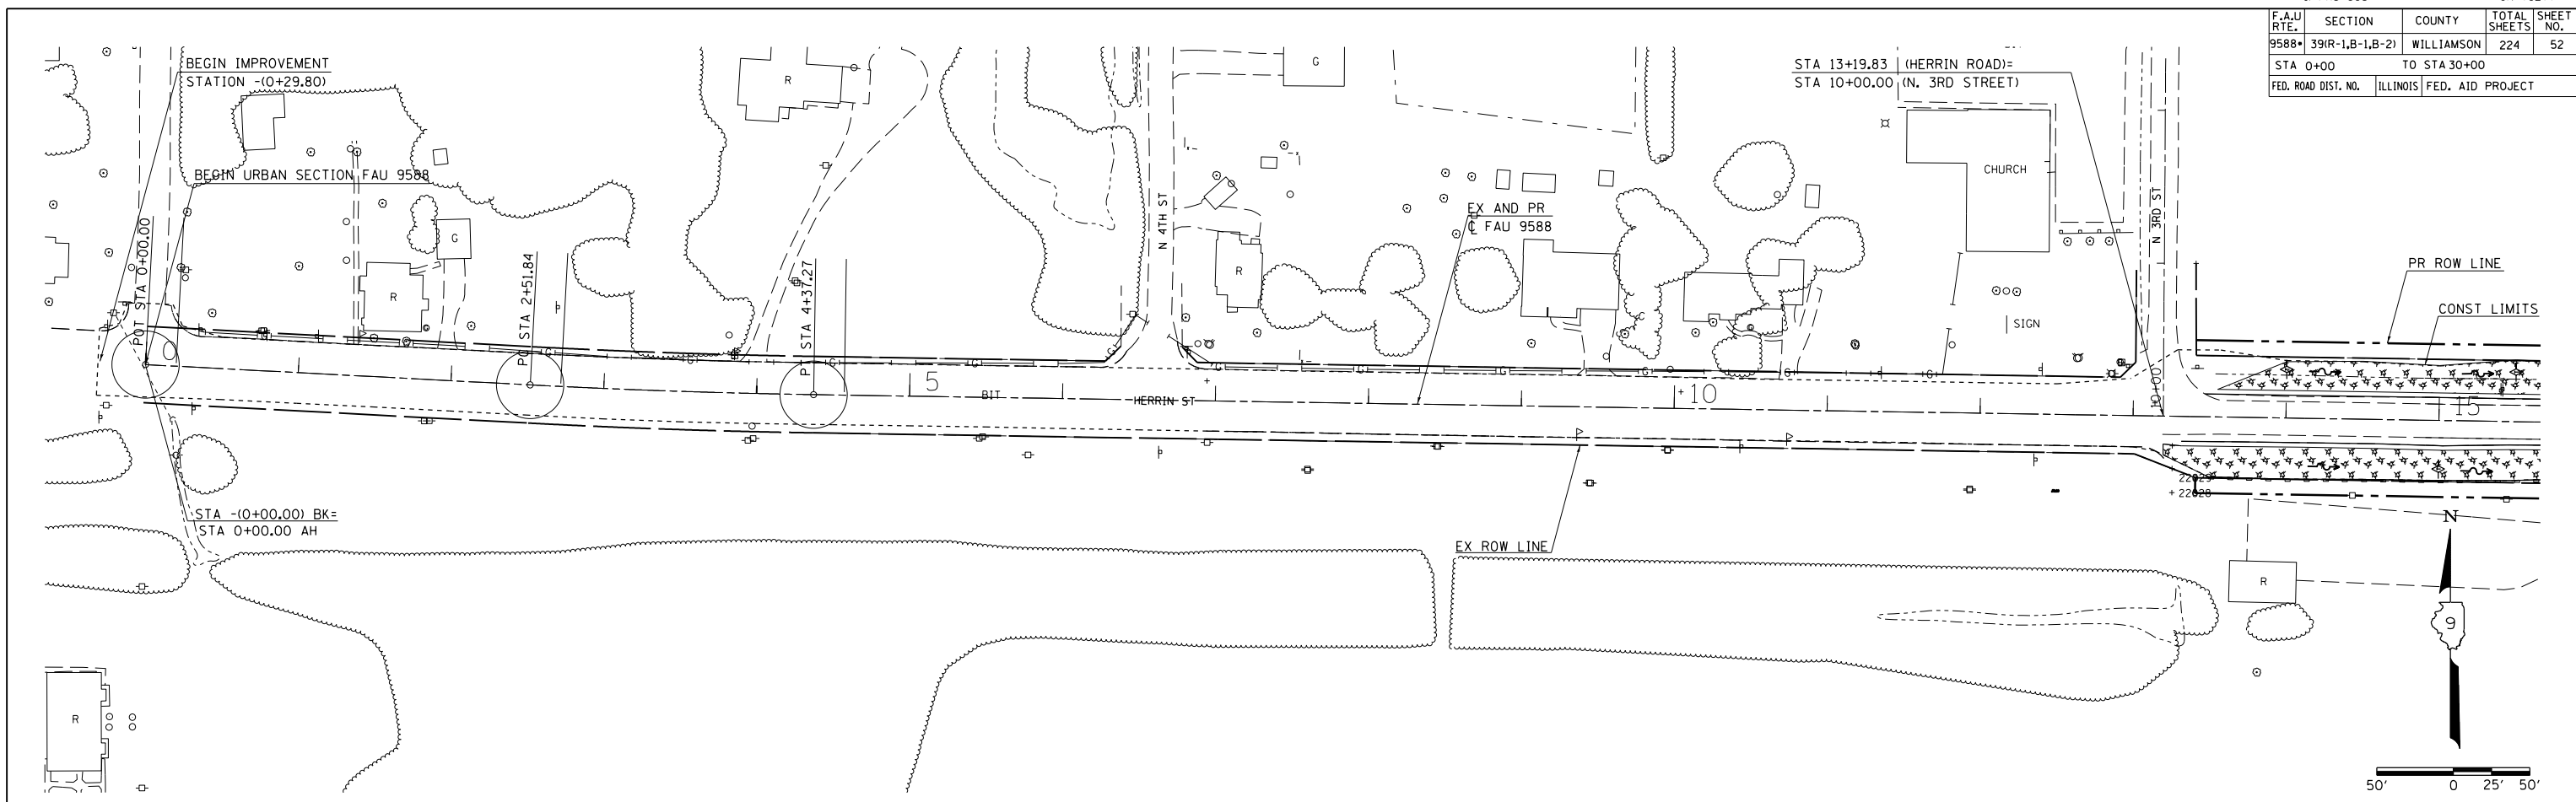 F.A.U RTE. SECTION COUNTY TOTAL SHEETS SHEET NO.
9588• 39(R-1,B-1,B-2) WILLIAMSON 224 52
STA 0+00 TO STA 30+00
FED. ROAD DIST. NO. ILLINOIS FED. AID PROJECT
BEGIN IMPROVEMENT
STATION -(0+29.80)
STA 13+19.83 (HERRIN ROAD)=
STA 10+00.00 (N. 3RD STREET)
R
G
CHURCH
BEGIN URBAN SECTION FAU 9588
POT STA 0+00.00
G
R
PC STA 2+51.84
PT STA 4+37.27
N 4TH ST
R
EX AND PR
℄ FAU 9588
N 3RD ST
PR ROW LINE
CONST LIMITS
SIGN
0
5
BIT
HERRIN ST
10
10+00
15
22029
22028
STA -(0+00.00) BK=
STA 0+00.00 AH
EX ROW LINE
N
R
9
R
50' 0 25' 50'